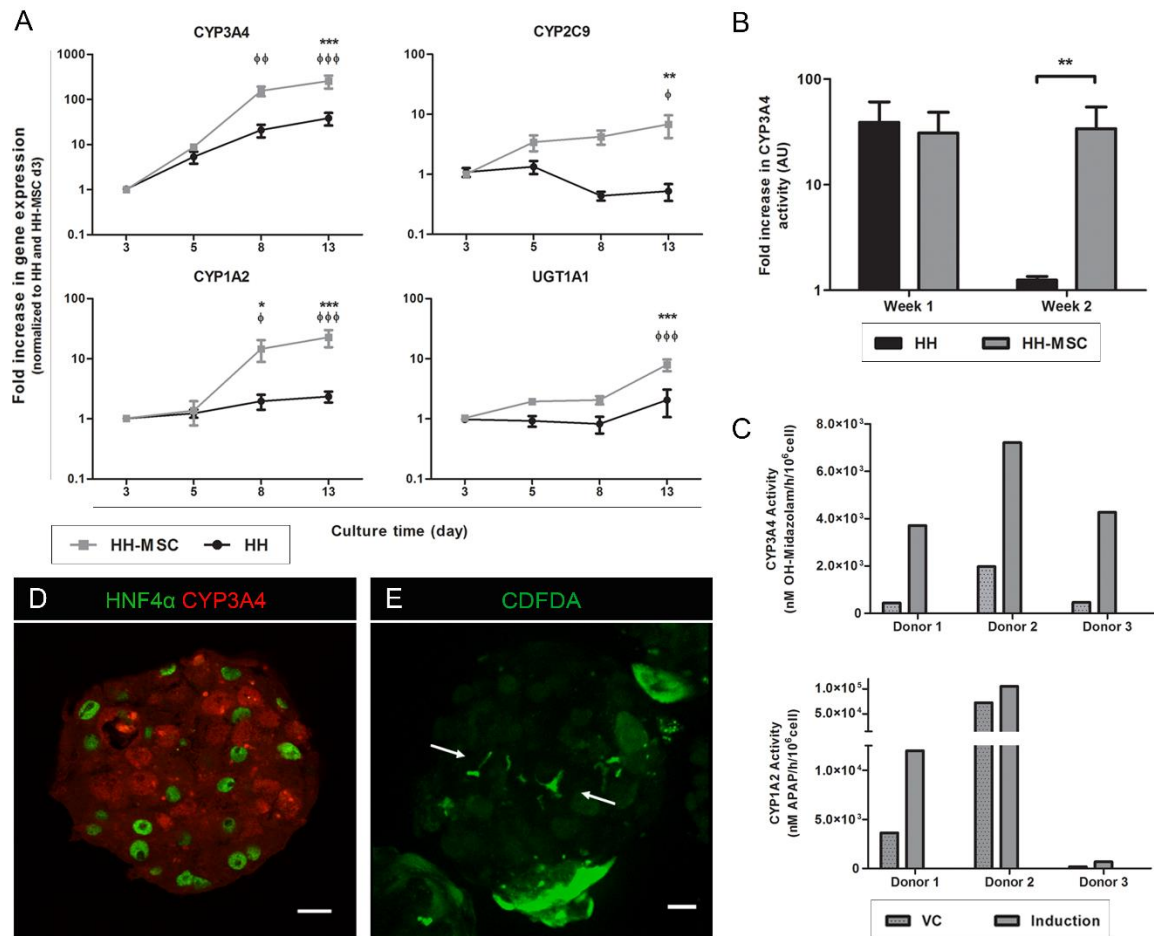 A
CYP3A4
CYP2C9
1000
100
10
1
0.1
ϕϕ
***
ϕϕϕ
3 5 8 13
100
10
1
0.1
**
ϕ
3 5 8 13
CYP1A2
UGT1A1
100
10
1
0.1
*
ϕ
***
ϕϕϕ
3 5 8 13
100
10
1
0.1
***
ϕϕϕ
3 5 8 13
Fold increase in gene expression
(normalized to HH and HH-MSC d3)
Culture time (day)
HH-MSC HH
B
Fold increase in CYP3A4
activity (AU)
100
10
1
**
Week 1 Week 2
HH HH-MSC
C
CYP3A4 Activity
(nM OH-Midazolam/h/10⁶cell)
8.0×10³
6.0×10³
4.0×10³
2.0×10³
0
Donor 1 Donor 2 Donor 3
CYP1A2 Activity
(nM APAP/h/10⁶cell)
1.0×10⁵
5.0×10⁴
1.0×10⁴
5.0×10³
0
Donor 1 Donor 2 Donor 3
VC Induction
D
HNF4α CYP3A4
E
CDFDA